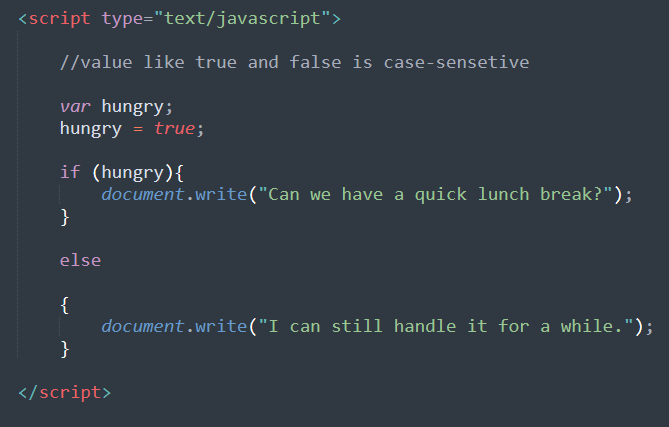 <script type="text/javascript">
//value like true and false is case-sensetive
var hungry;
hungry = true;
if (hungry){
document.write("Can we have a quick lunch break?");
}
else
{
document.write("I can still handle it for a while.");
}
</script>